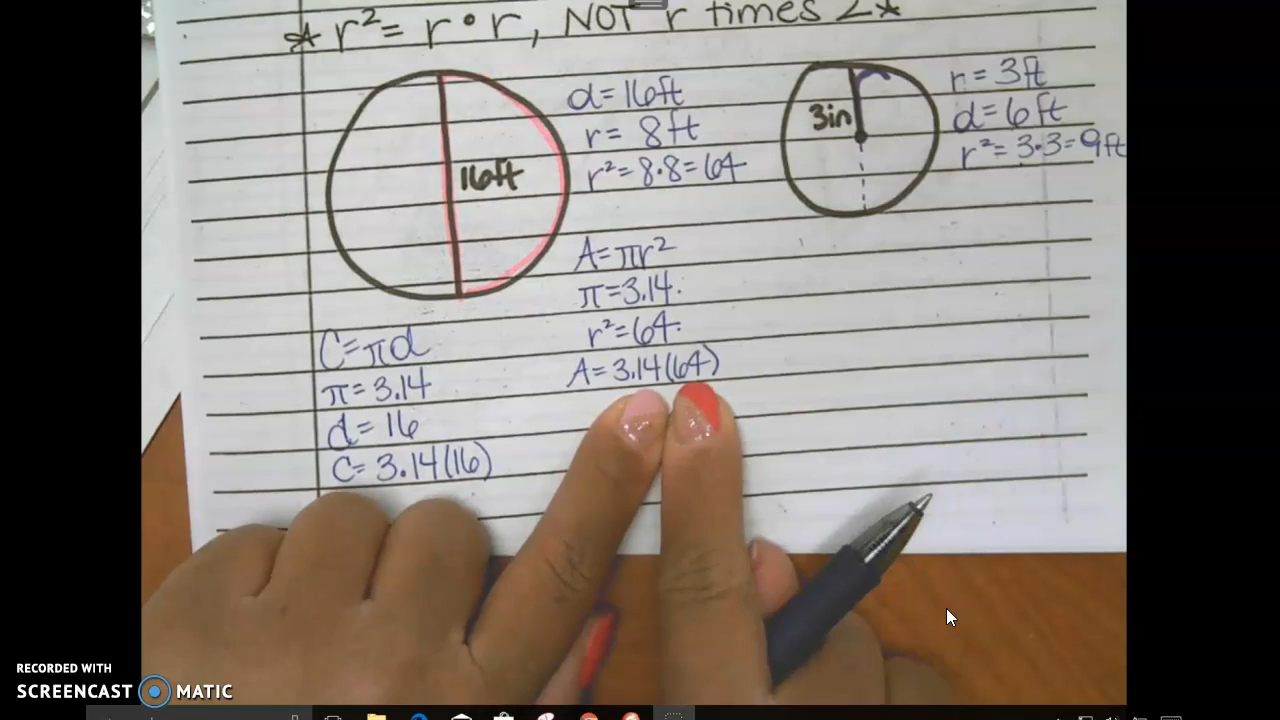 * r² = r • r, NOT r times 2 *
16ft
d = 16ft
r = 8ft
r² = 8•8 = 64
3in
r = 3ft
d = 6ft
r² = 3•3 = 9ft
A = πr²
π = 3.14
r² = 64
A = 3.14(64)
C = πd
π = 3.14
d = 16
C = 3.14(16)
RECORDED WITH
SCREENCAST MATIC